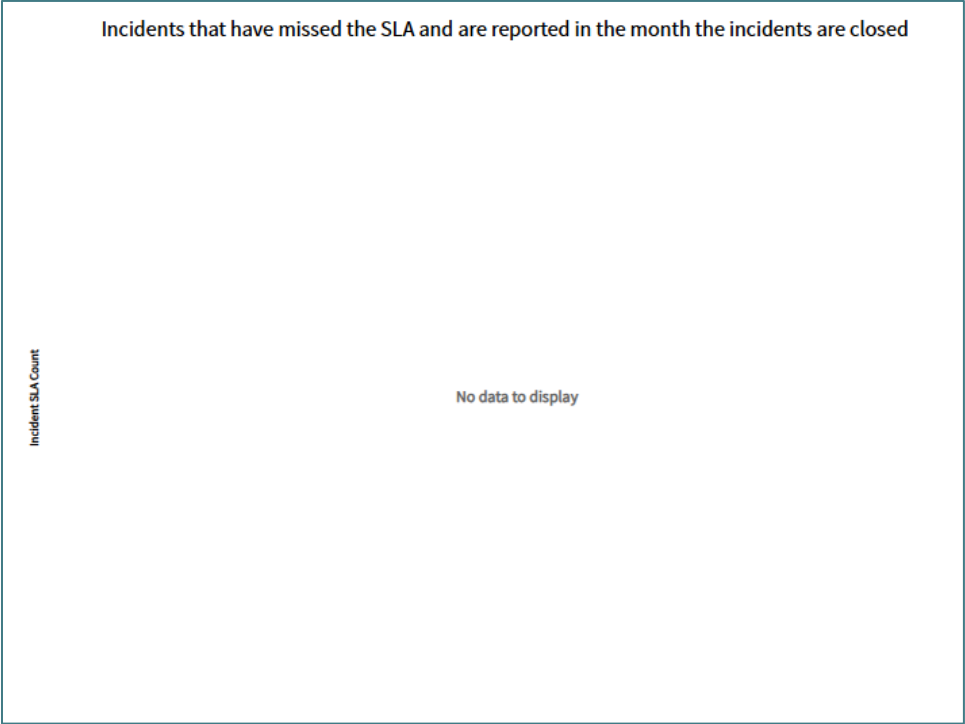 Incidents that have missed the SLA and are reported in the month the incidents are closed
Incident SLA Count
No data to display